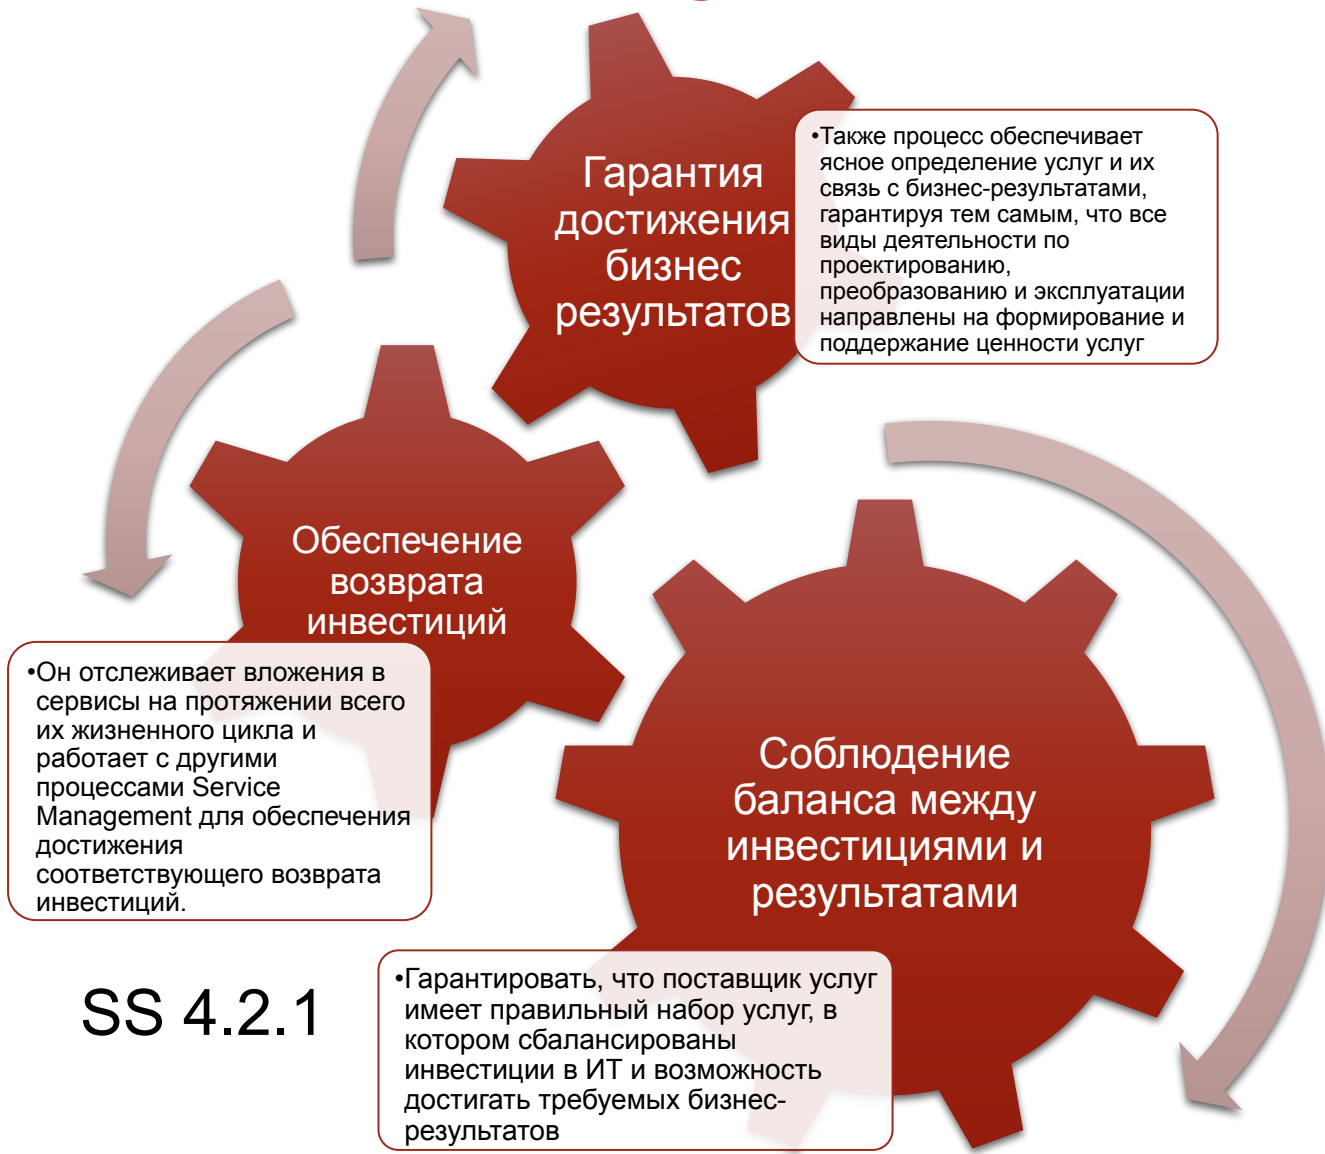 Гарантия
достижения
бизнес
результатов
•Также процесс обеспечивает
ясное определение услуг и их
связь с бизнес-результатами,
гарантируя тем самым, что все
виды деятельности по
проектированию,
преобразованию и эксплуатации
направлены на формирование и
поддержание ценности услуг
Обеспечение
возврата
инвестиций
•Он отслеживает вложения в
сервисы на протяжении всего
их жизненного цикла и
работает с другими
процессами Service
Management для обеспечения
достижения
соответствующего возврата
инвестиций.
Соблюдение
баланса между
инвестициями и
результатами
•Гарантировать, что поставщик услуг
имеет правильный набор услуг, в
котором сбалансированы
инвестиции в ИТ и возможность
достигать требуемых бизнес-
результатов
SS 4.2.1